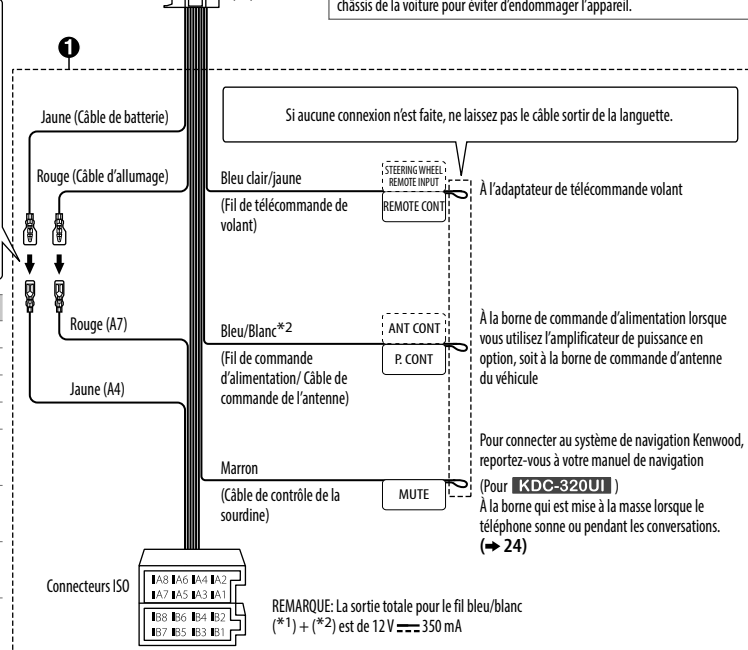 châssis de la voiture pour éviter d'endommager l'appareil.
❶
Jaune (Câble de batterie)
Si aucune connexion n'est faite, ne laissez pas le câble sortir de la languette.
Rouge (Câble d'allumage)
Bleu clair/jaune
(Fil de télécommande de
volant)
STEERING WHEEL
REMOTE INPUT
REMOTE CONT
À l'adaptateur de télécommande volant
Rouge (A7)
Jaune (A4)
Bleu/Blanc*2
(Fil de commande
d'alimentation/ Câble de
commande de l'antenne)
ANT CONT
P. CONT
À la borne de commande d'alimentation lorsque
vous utilisez l'amplificateur de puissance en
option, soit à la borne de commande d'antenne
du véhicule
Marron
(Câble de contrôle de la
sourdine)
MUTE
Pour connecter au système de navigation Kenwood,
reportez-vous à votre manuel de navigation
(Pour KDC-320UI )
À la borne qui est mise à la masse lorsque le
téléphone sonne ou pendant les conversations.
(➜ 24)
Connecteurs ISO
A8 A6 A4 A2
A7 A5 A3 A1
B8 B6 B4 B2
B7 B5 B3 B1
REMARQUE: La sortie totale pour le fil bleu/blanc
(*1) + (*2) est de 12 V ⎓ 350 mA